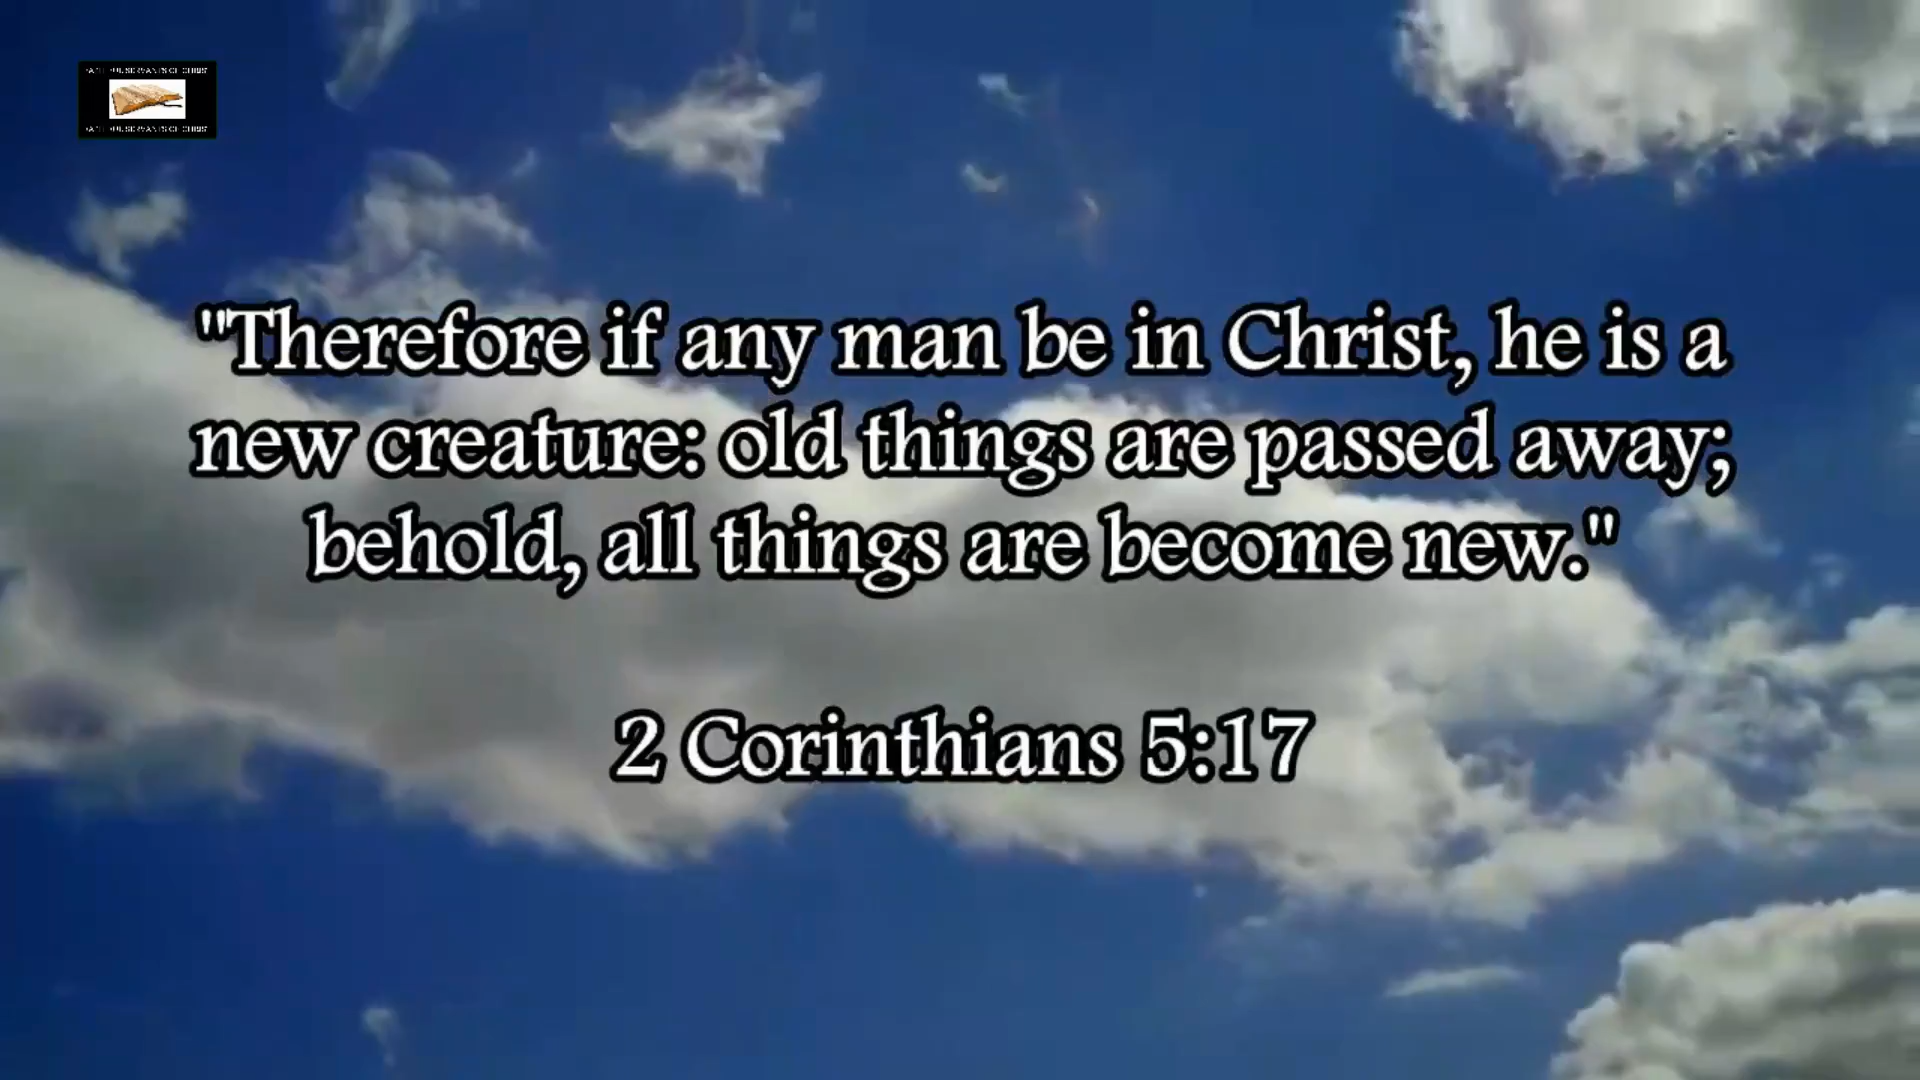 "Therefore if any man be in Christ, he is a
new creature: old things are passed away;
behold, all things are become new."
2 Corinthians 5:17